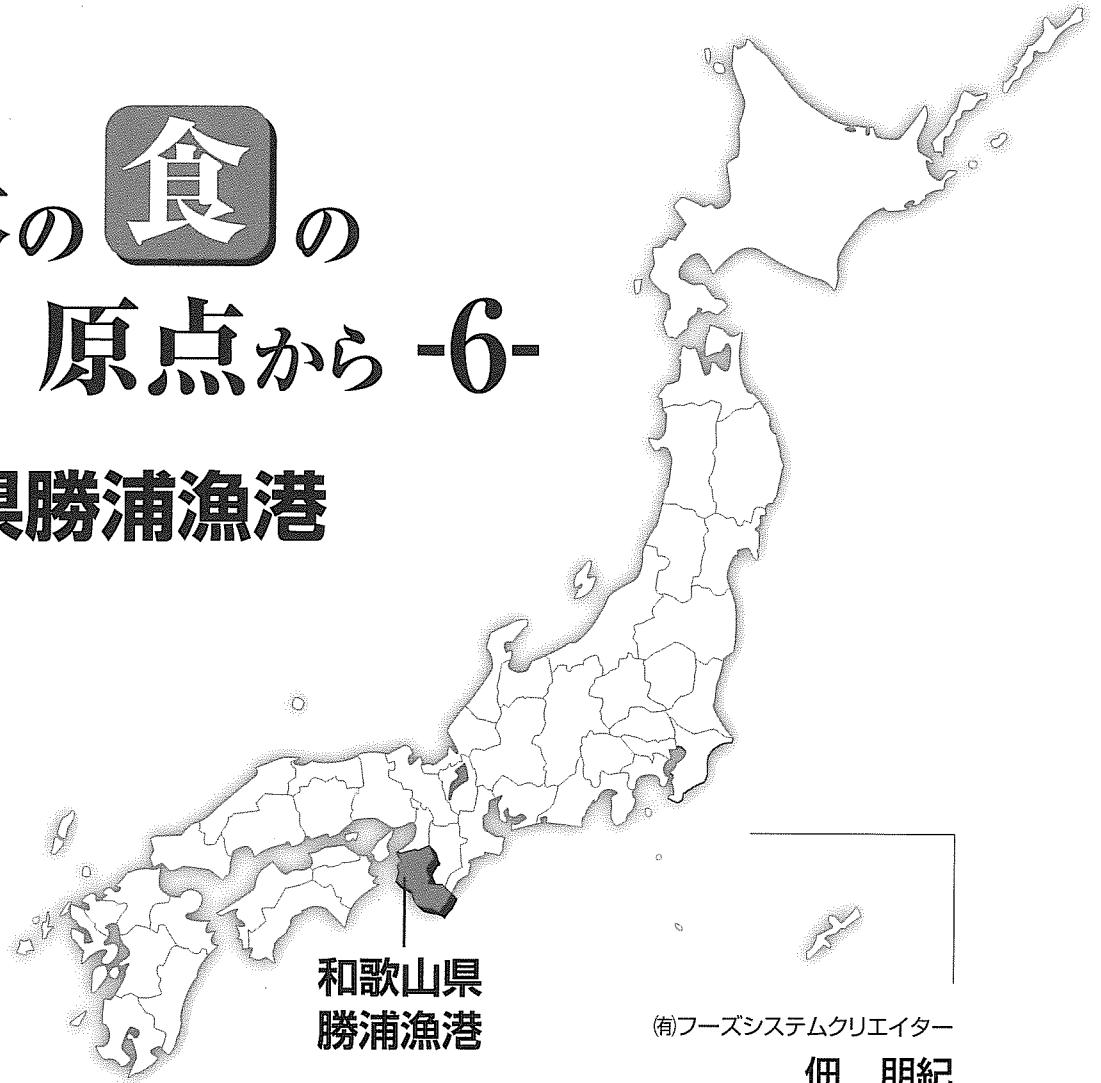 の食の
原点から -6-
県勝浦漁港
和歌山県
勝浦漁港
㈲フーズシステムクリエイター
佃 朋紀